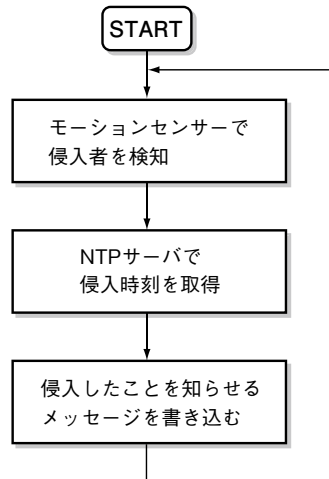 START
モーションセンサーで
侵入者を検知
NTPサーバで
侵入時刻を取得
侵入したことを知らせる
メッセージを書き込む